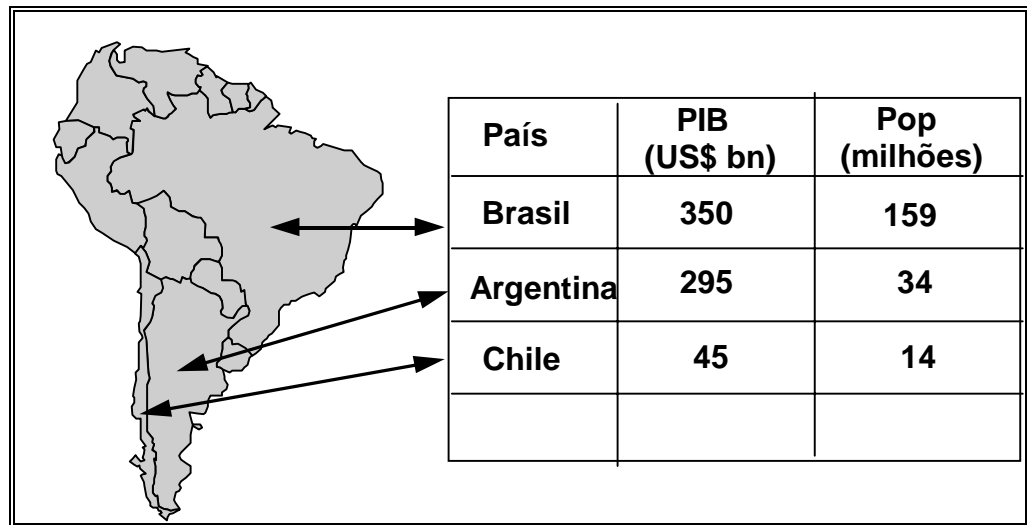 País PIB (US$ bn) Pop (milhões)
Brasil 350 159
Argentina 295 34
Chile 45 14